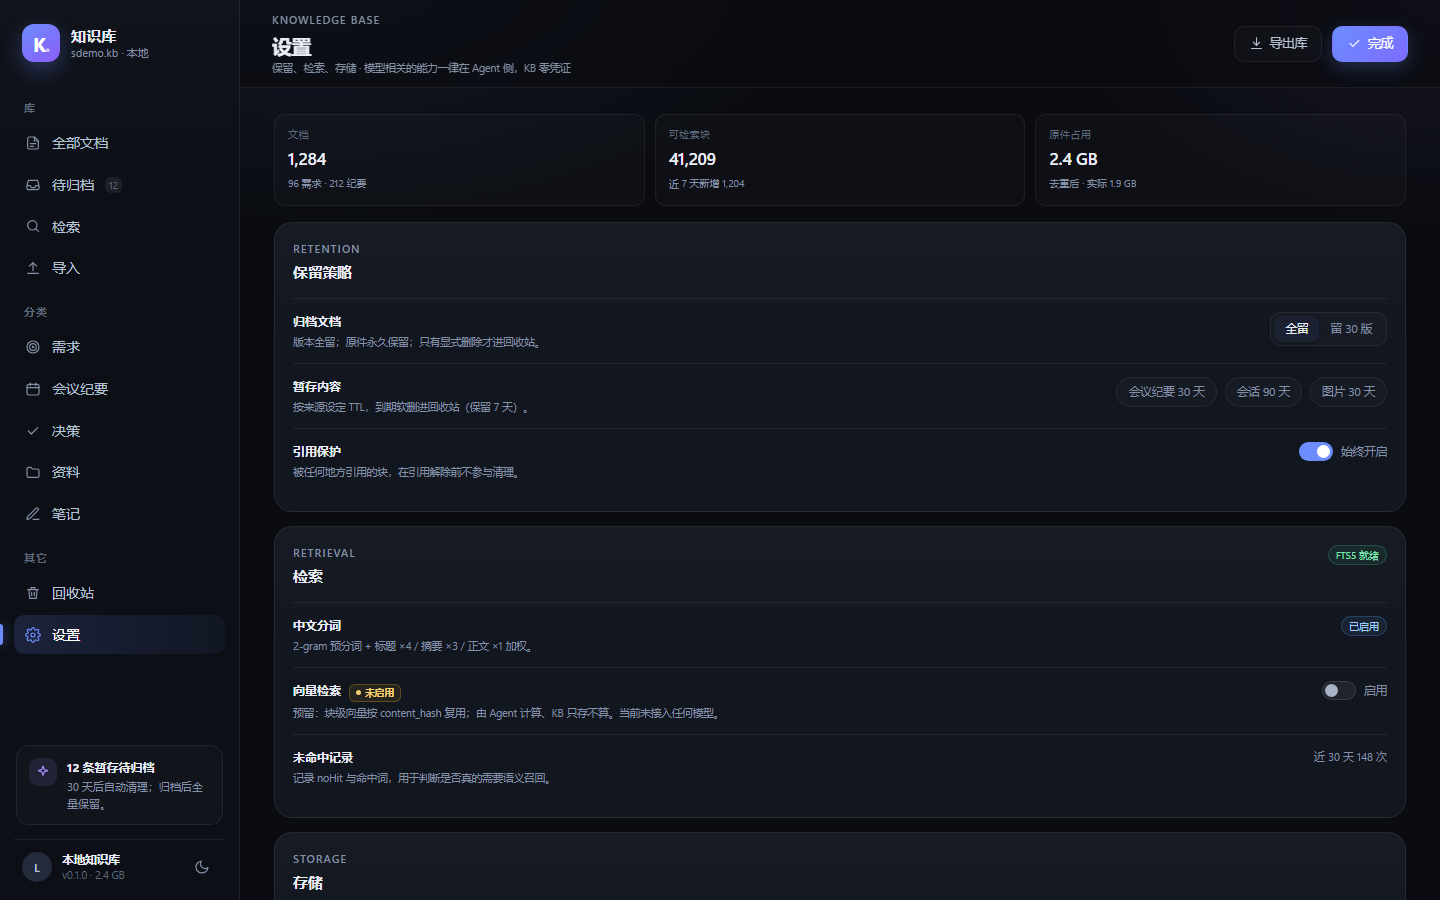 K.
知识库
sdemo.kb · 本地
库
全部文档
待归档 12
检索
导入
分类
需求
会议纪要
决策
资料
笔记
其它
回收站
设置
12 条暂存待归档
30 天后自动清理；归档后全
量保留。
L
本地知识库
v0.1.0 · 2.4 GB
KNOWLEDGE BASE
设置
保留、检索、存储 · 模型相关的能力一律在 Agent 侧，KB 零凭证
导出库
完成
文档
1,284
96 需求 · 212 纪要
可检索块
41,209
近 7 天新增 1,204
原件占用
2.4 GB
去重后 · 实际 1.9 GB
RETENTION
保留策略
归档文档
版本全留；原件永久保留；只有显式删除才进回收站。
全留 留 30 版
暂存内容
按来源设定 TTL，到期软删进回收站（保留 7 天）。
会议纪要 30 天 会话 90 天 图片 30 天
引用保护
被任何地方引用的块，在引用解除前不参与清理。
始终开启
RETRIEVAL
检索
FTS5 就绪
中文分词
2-gram 预分词 + 标题 ×4 / 摘要 ×3 / 正文 ×1 加权。
已启用
向量检索 未启用
预留：块级向量按 content_hash 复用；由 Agent 计算、KB 只存不算。当前未接入任何模型。
启用
未命中记录
记录 noHit 与命中词，用于判断是否真的需要语义召回。
近 30 天 148 次
STORAGE
存储